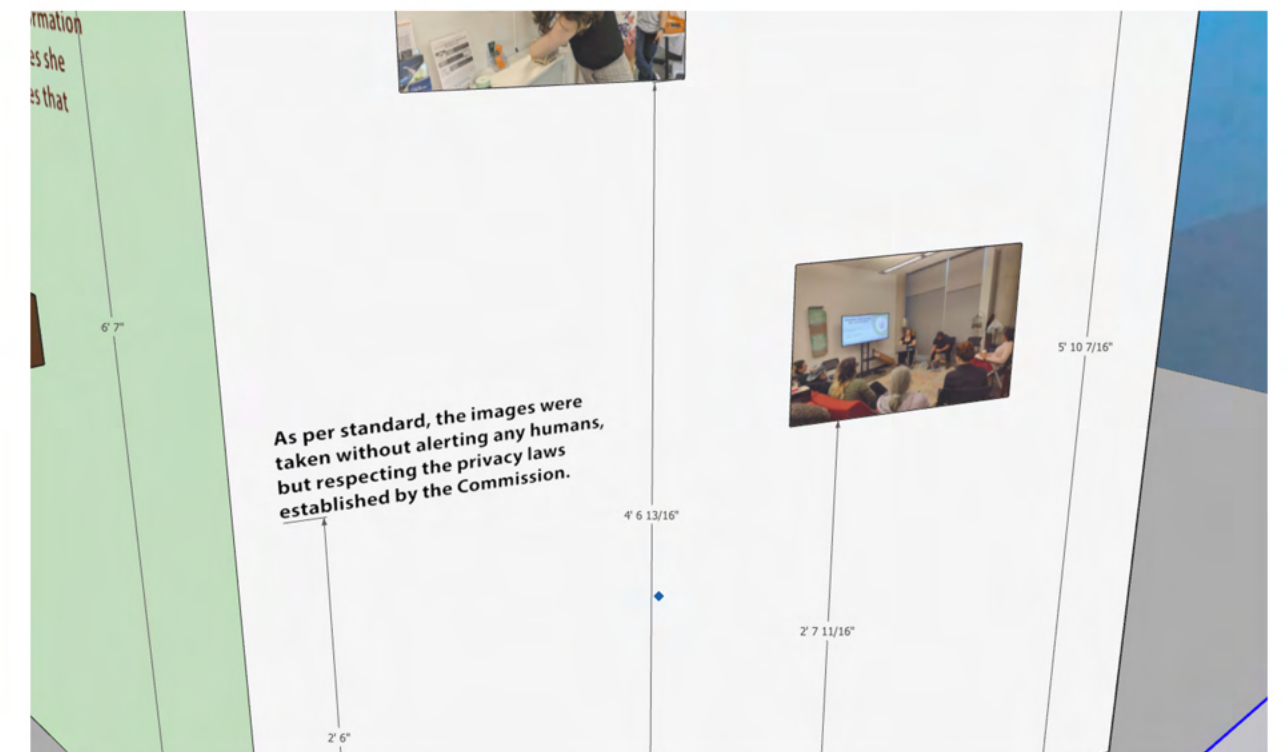 rmation
es she
es that
6' 7"
5' 10 7/16"
As per standard, the images were
taken without alerting any humans,
but respecting the privacy laws
established by the Commission.
4' 6 13/16"
2' 7 11/16"
2' 6"